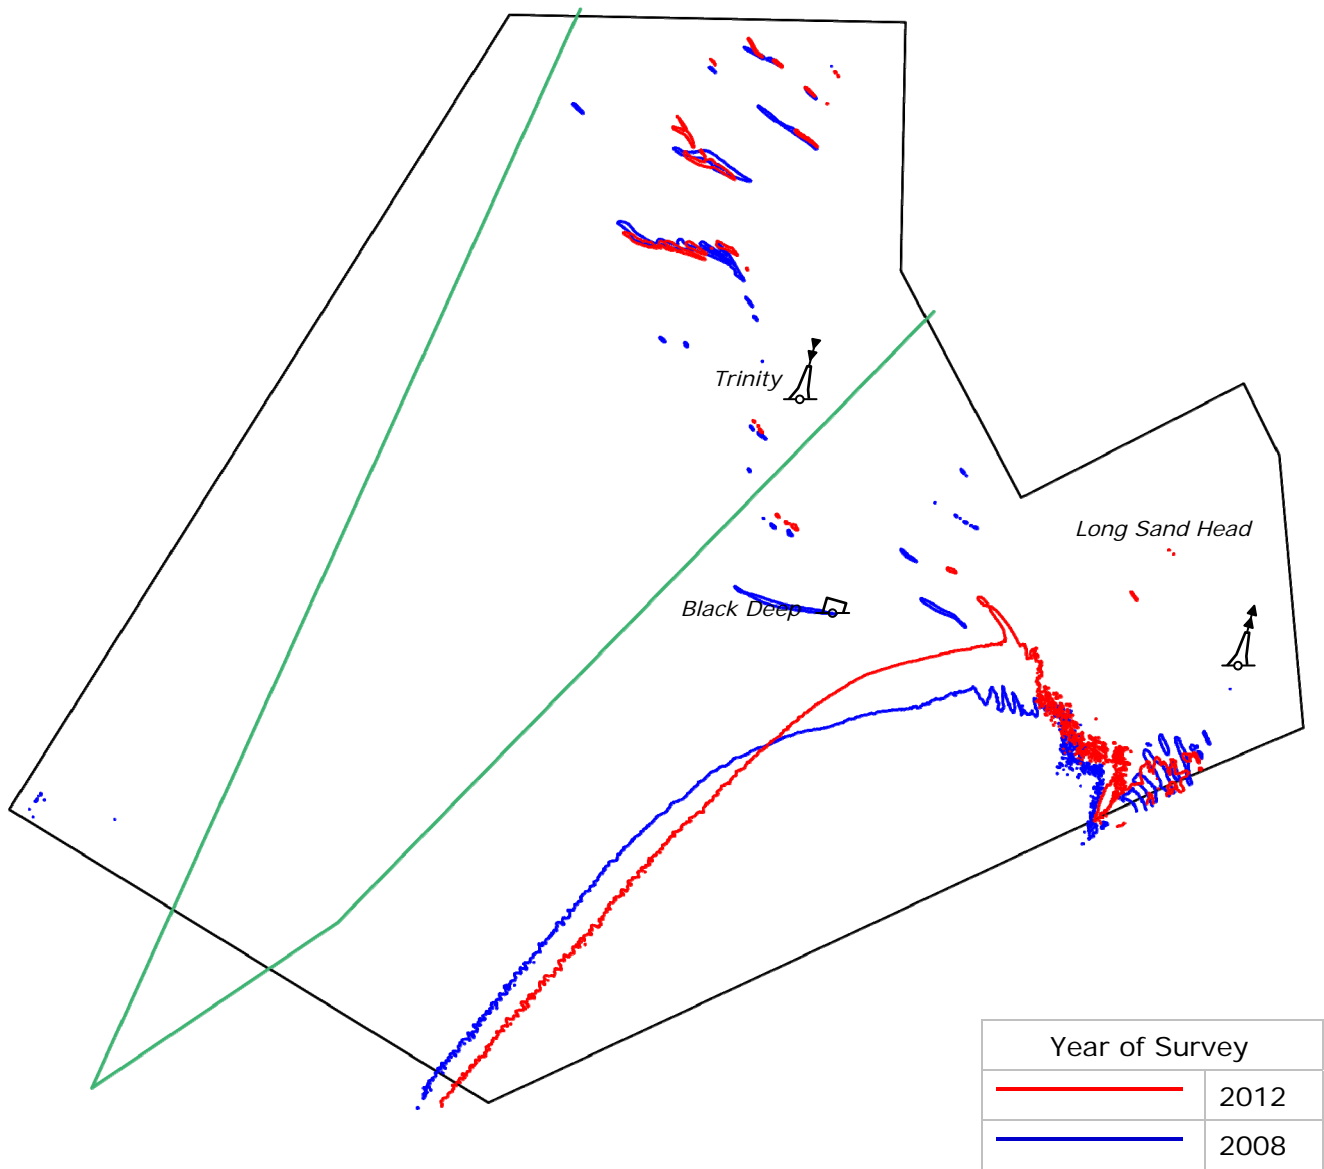 Trinity
Long Sand Head
Black Deep
Year of Survey
2012
2008